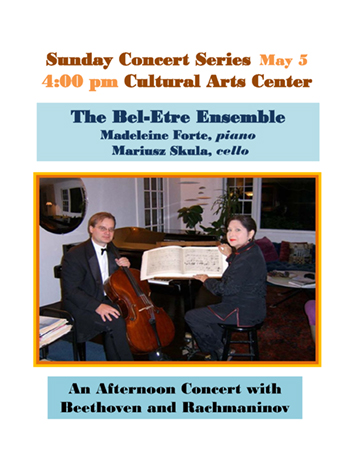 Sunday Concert Series May 5
4:00 pm Cultural Arts Center
The Bel-Etre Ensemble
Madeleine Forte, piano
Mariusz Skula, cello
An Afternoon Concert with
Beethoven and Rachmaninov